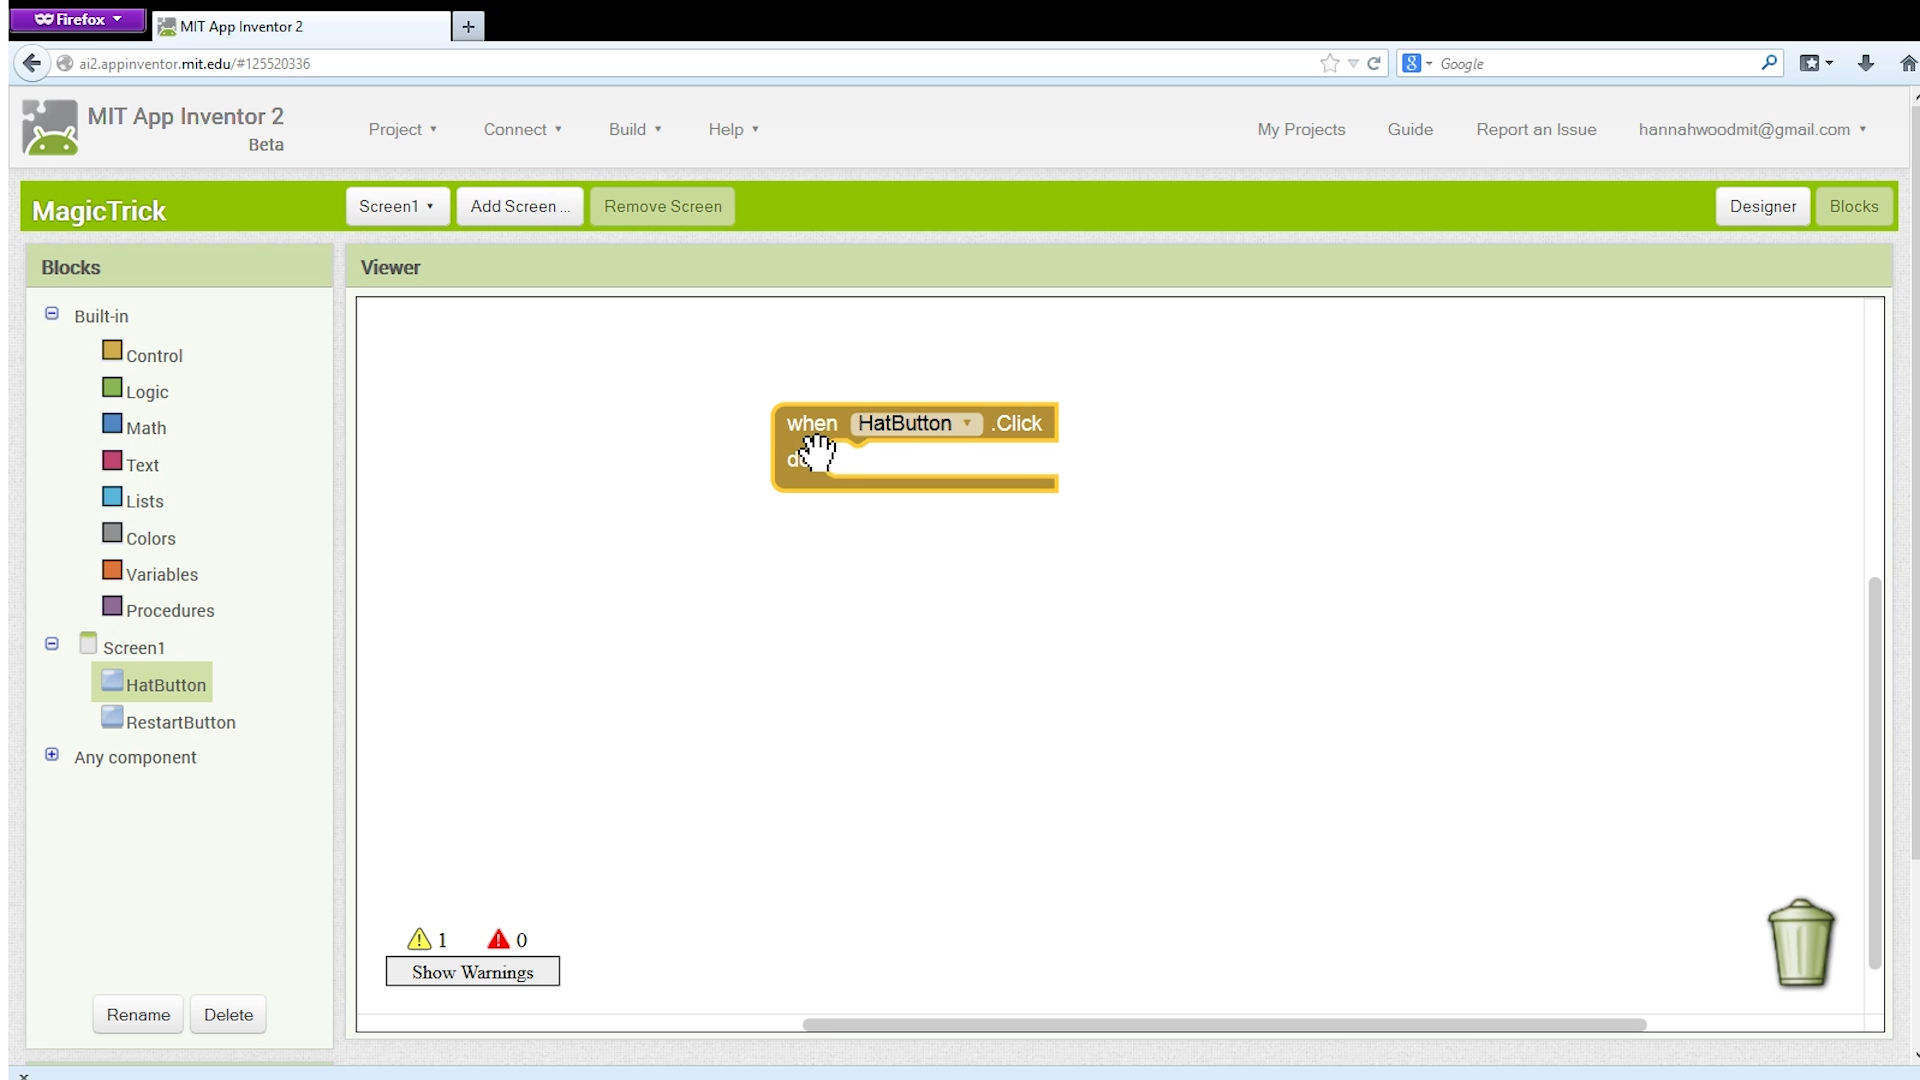 Firefox
MIT App Inventor 2
ai2.appinventor.mit.edu/#125520336
Google
MIT App Inventor 2
Beta
Project
Connect
Build
Help
My Projects
Guide
Report an Issue
hannahwoodmit@gmail.com
MagicTrick
Screen1
Add Screen ...
Remove Screen
Designer
Blocks
Blocks
Viewer
Built-in
Control
Logic
Math
Text
Lists
Colors
Variables
Procedures
Screen1
HatButton
RestartButton
Any component
Rename
Delete
when HatButton .Click
do
1
0
Show Warnings